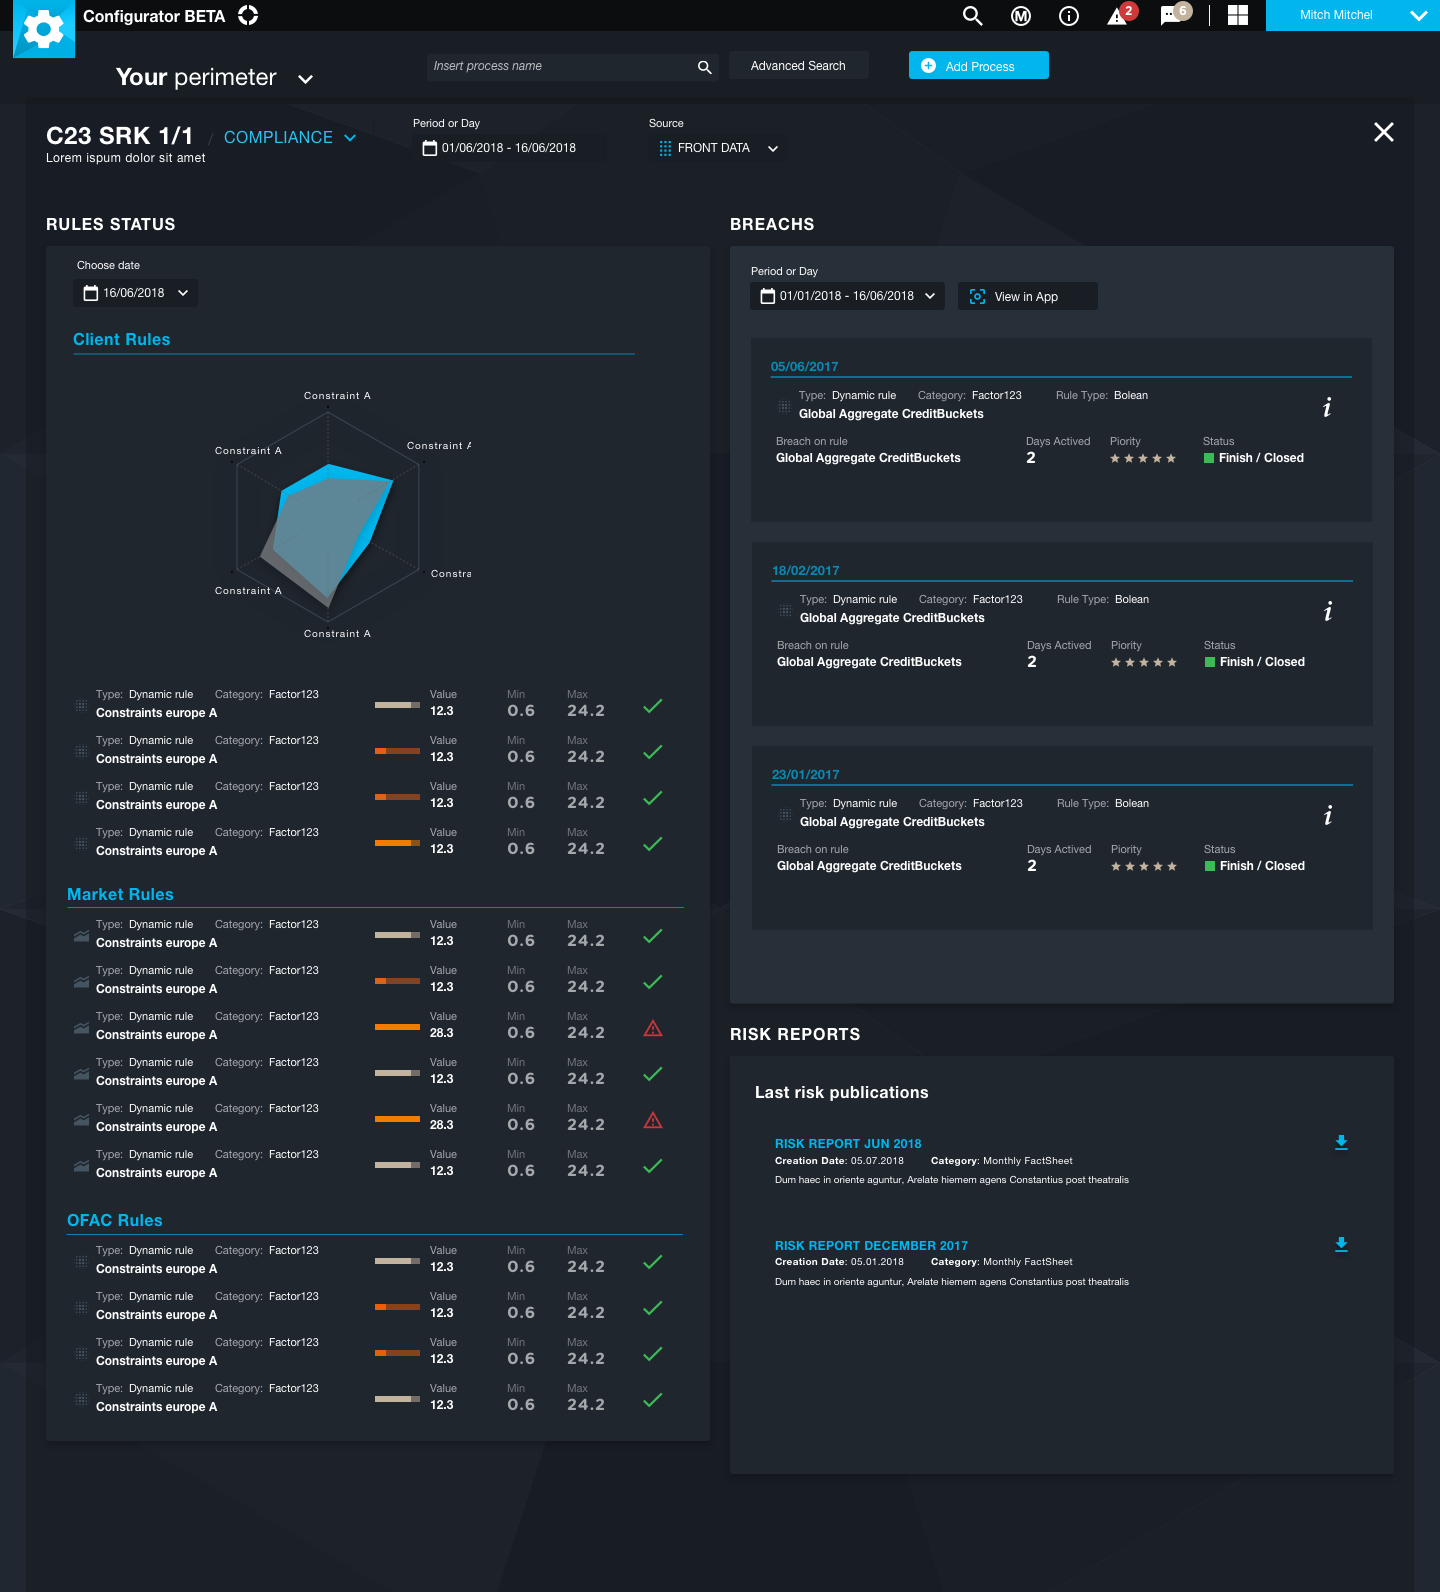 Configurator BETA
M
2
6
Mitch Mitchel
Your perimeter
Insert process name
Advanced Search
Add Process
C23 SRK 1/1 / COMPLIANCE
Lorem ispum dolor sit amet
Period or Day
01/06/2018 - 16/06/2018
Source
FRONT DATA
RULES STATUS
Choose date
16/06/2018
Client Rules
Constraint A
Constraint A
Constraint A
Constra
Constraint A
Constraint A
Type: Dynamic rule Category: Factor123 Value Min Max
Constraints europe A 12.3 0.6 24.2
Type: Dynamic rule Category: Factor123 Value Min Max
Constraints europe A 12.3 0.6 24.2
Type: Dynamic rule Category: Factor123 Value Min Max
Constraints europe A 12.3 0.6 24.2
Type: Dynamic rule Category: Factor123 Value Min Max
Constraints europe A 12.3 0.6 24.2
Market Rules
Type: Dynamic rule Category: Factor123 Value Min Max
Constraints europe A 12.3 0.6 24.2
Type: Dynamic rule Category: Factor123 Value Min Max
Constraints europe A 12.3 0.6 24.2
Type: Dynamic rule Category: Factor123 Value Min Max
Constraints europe A 28.3 0.6 24.2
Type: Dynamic rule Category: Factor123 Value Min Max
Constraints europe A 12.3 0.6 24.2
Type: Dynamic rule Category: Factor123 Value Min Max
Constraints europe A 28.3 0.6 24.2
Type: Dynamic rule Category: Factor123 Value Min Max
Constraints europe A 12.3 0.6 24.2
OFAC Rules
Type: Dynamic rule Category: Factor123 Value Min Max
Constraints europe A 12.3 0.6 24.2
Type: Dynamic rule Category: Factor123 Value Min Max
Constraints europe A 12.3 0.6 24.2
Type: Dynamic rule Category: Factor123 Value Min Max
Constraints europe A 12.3 0.6 24.2
Type: Dynamic rule Category: Factor123 Value Min Max
Constraints europe A 12.3 0.6 24.2
BREACHS
Period or Day
01/01/2018 - 16/06/2018
View in App
05/06/2017
Type: Dynamic rule Category: Factor123 Rule Type: Bolean
Global Aggregate CreditBuckets
i
Breach on rule Days Actived Piority Status
Global Aggregate CreditBuckets 2 Finish / Closed
18/02/2017
Type: Dynamic rule Category: Factor123 Rule Type: Bolean
Global Aggregate CreditBuckets
i
Breach on rule Days Actived Piority Status
Global Aggregate CreditBuckets 2 Finish / Closed
23/01/2017
Type: Dynamic rule Category: Factor123 Rule Type: Bolean
Global Aggregate CreditBuckets
i
Breach on rule Days Actived Piority Status
Global Aggregate CreditBuckets 2 Finish / Closed
RISK REPORTS
Last risk publications
RISK REPORT JUN 2018
Creation Date: 05.07.2018 Category: Monthly FactSheet
Dum haec in oriente aguntur, Arelate hiemem agens Constantius post theatralis
RISK REPORT DECEMBER 2017
Creation Date: 05.01.2018 Category: Monthly FactSheet
Dum haec in oriente aguntur, Arelate hiemem agens Constantius post theatralis